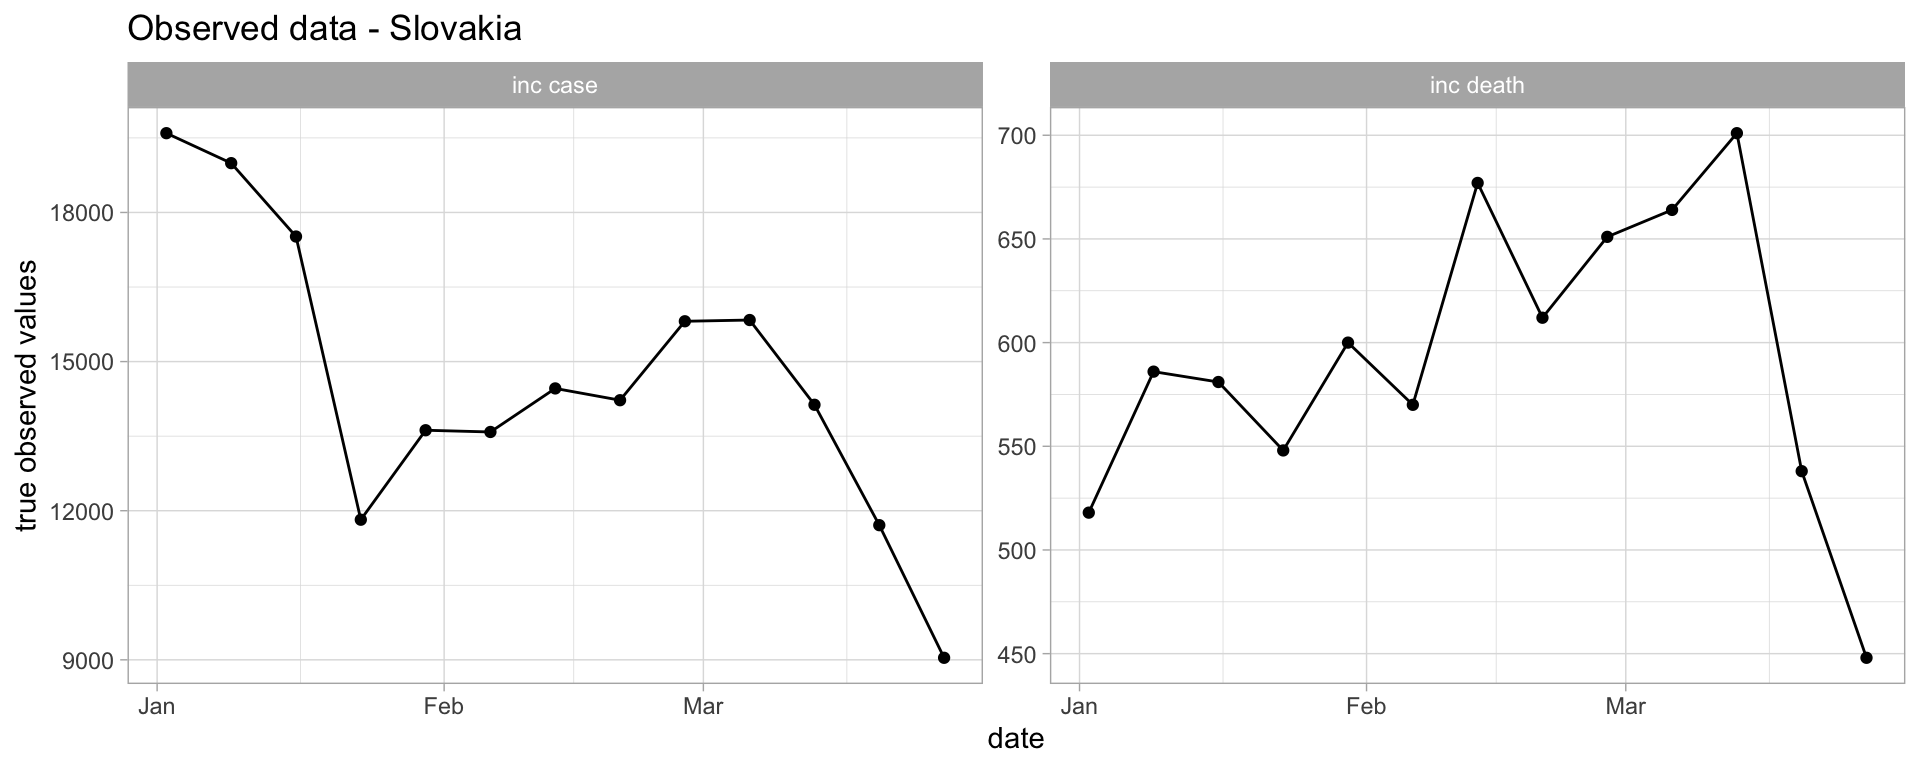 Observed data - Slovakia
inc case
inc death
true observed values
18000
15000
12000
9000
700
650
600
550
500
450
Jan Feb Mar
Jan Feb Mar
date